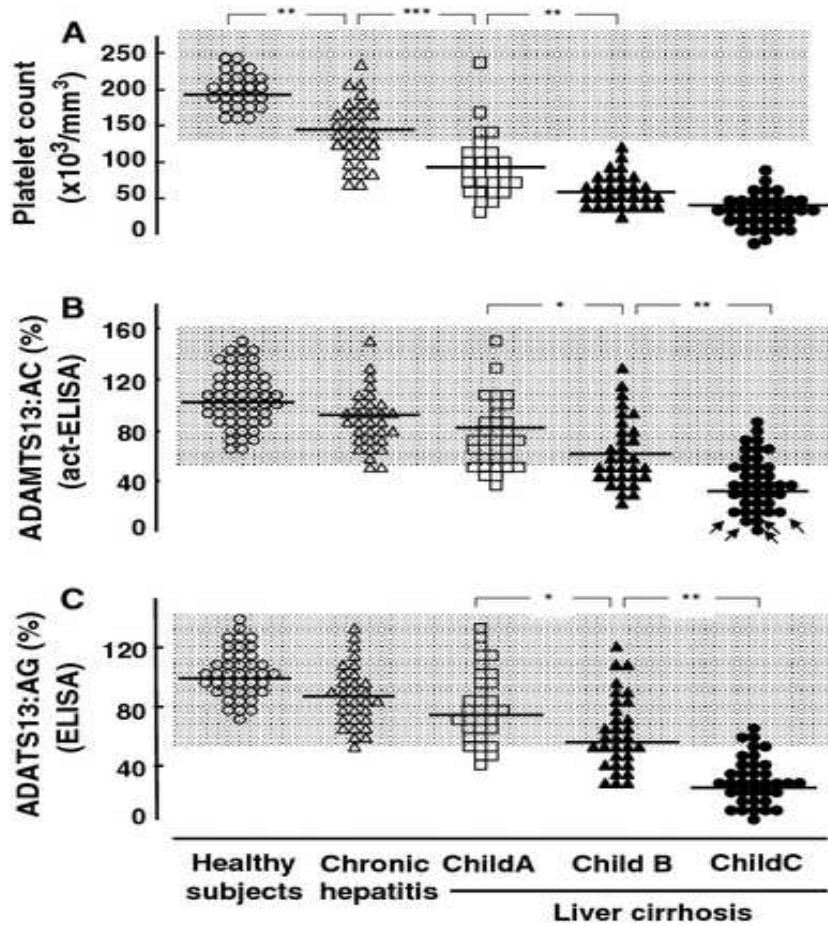 ** *** **
A
250
200
150
100
50
0
Platelet count
(x10³/mm³)
* **
B
160
120
80
40
0
ADAMTS13:AC (%)
(act-ELISA)
* **
C
120
80
40
0
ADATS13:AG (%)
(ELISA)
Healthy Chronic ChildA Child B ChildC
subjects hepatitis
Liver cirrhosis